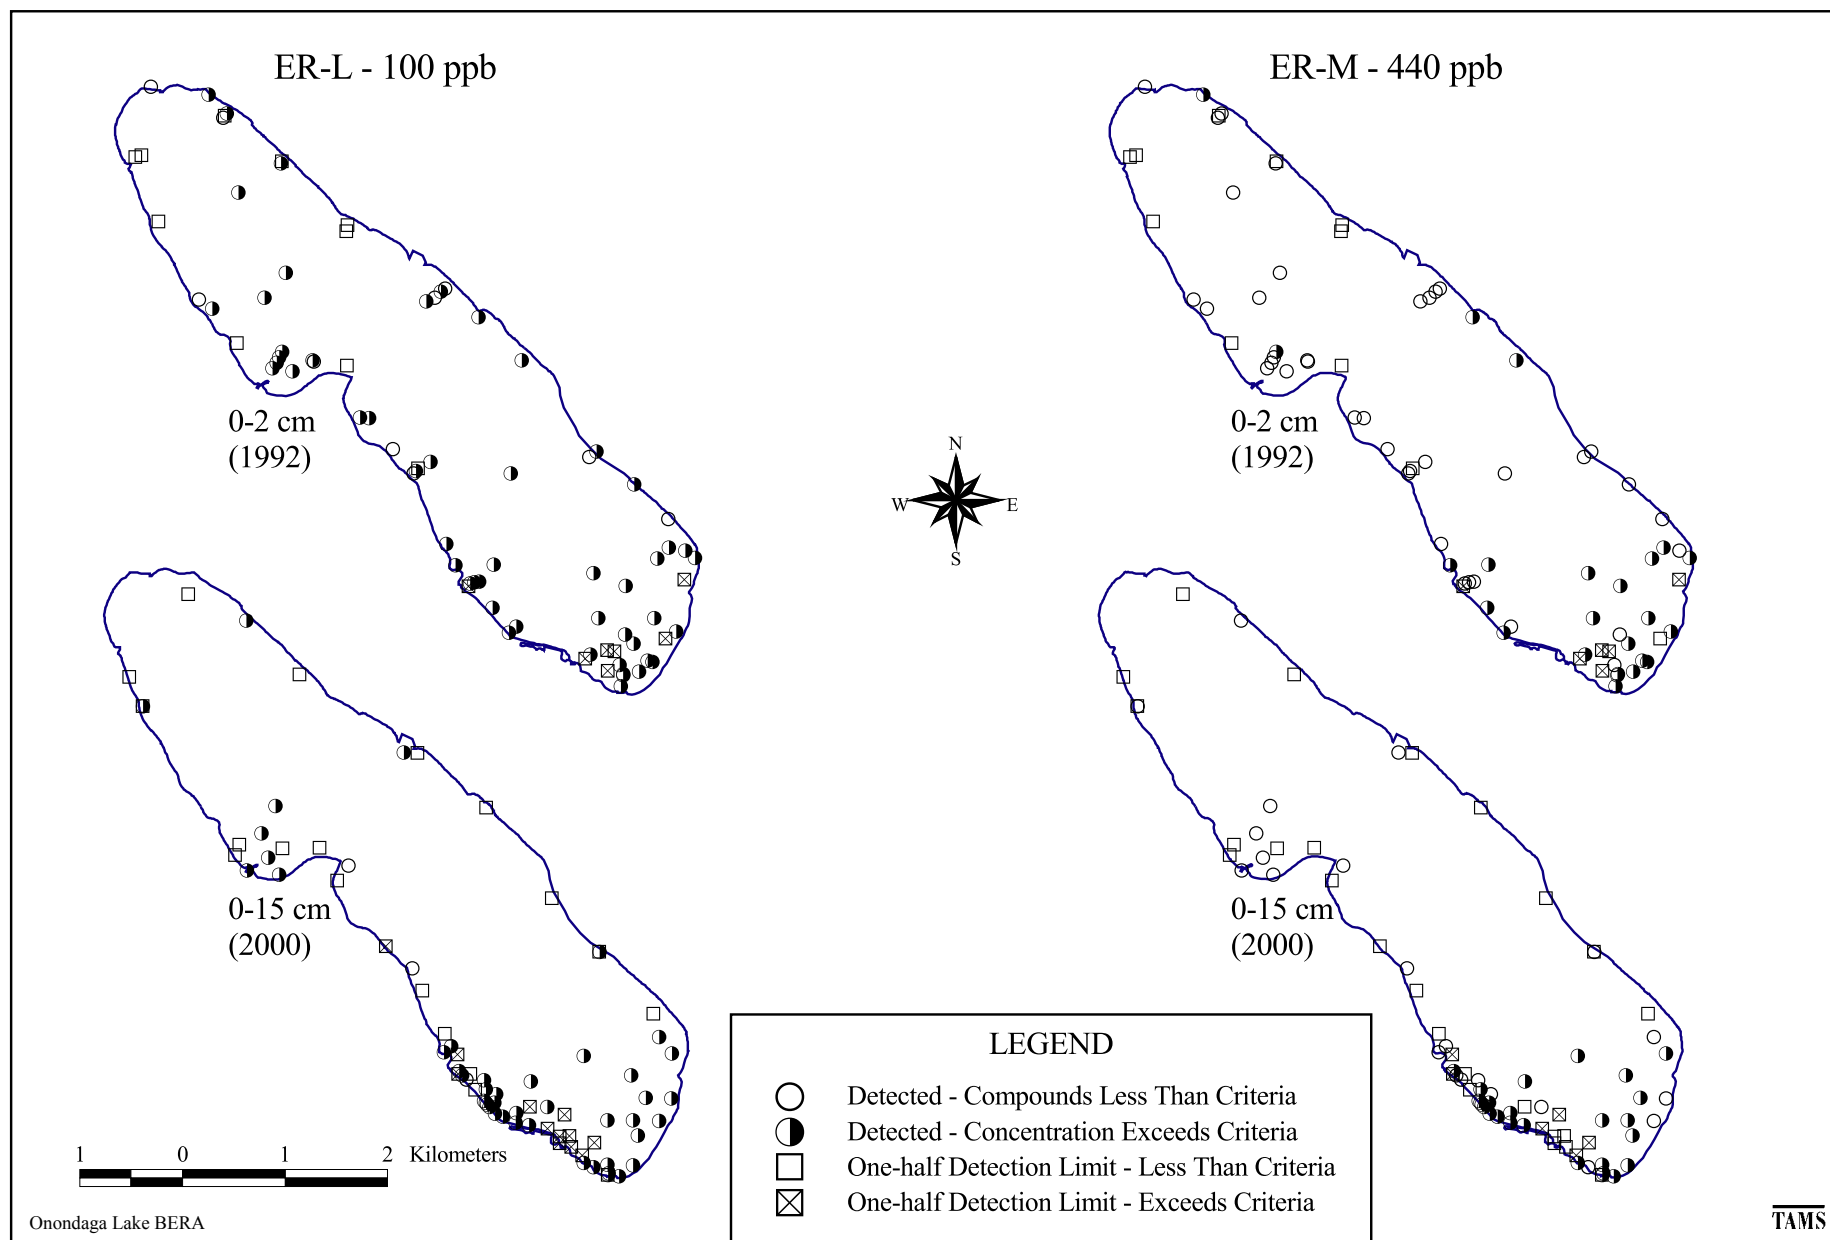 ER-L - 100 ppb
ER-M - 440 ppb
0-2 cm
(1992)
0-2 cm
(1992)
N
W
E
S
0-15 cm
(2000)
0-15 cm
(2000)
LEGEND
Detected - Compounds Less Than Criteria
Detected - Concentration Exceeds Criteria
One-half Detection Limit - Less Than Criteria
One-half Detection Limit - Exceeds Criteria
1 0 1 2 Kilometers
Onondaga Lake BERA
TAMS